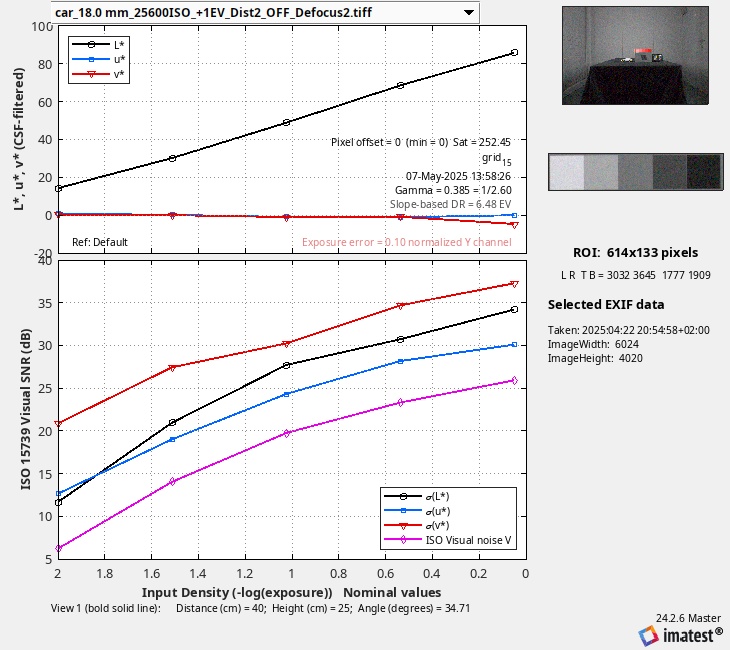 car_18.0 mm_25600ISO_+1EV_Dist2_OFF_Defocus2.tiff
100
80
60
40
20
0
-20
L*, u*, v* (CSF-filtered)
L*
u*
v*
Pixel offset = 0 (min = 0) Sat = 252.45
grid15
07-May-2025 13:58:26
Gamma = 0.385 = 1/2.60
Slope-based DR = 6.48 EV
Ref: Default
Exposure error = 0.10 normalized Y channel
40
35
30
25
20
15
10
5
ISO 15739 Visual SNR (dB)
σ(L*)
σ(u*)
σ(v*)
ISO Visual noise V
2 1.8 1.6 1.4 1.2 1 0.8 0.6 0.4 0.2 0
Input Density (-log(exposure)) Nominal values
View 1 (bold solid line): Distance (cm) = 40; Height (cm) = 25; Angle (degrees) = 34.71
ROI: 614x133 pixels
L R T B = 3032 3645 1777 1909
Selected EXIF data
Taken: 2025:04:22 20:54:58+02:00
ImageWidth: 6024
ImageHeight: 4020
24.2.6 Master
imatest®